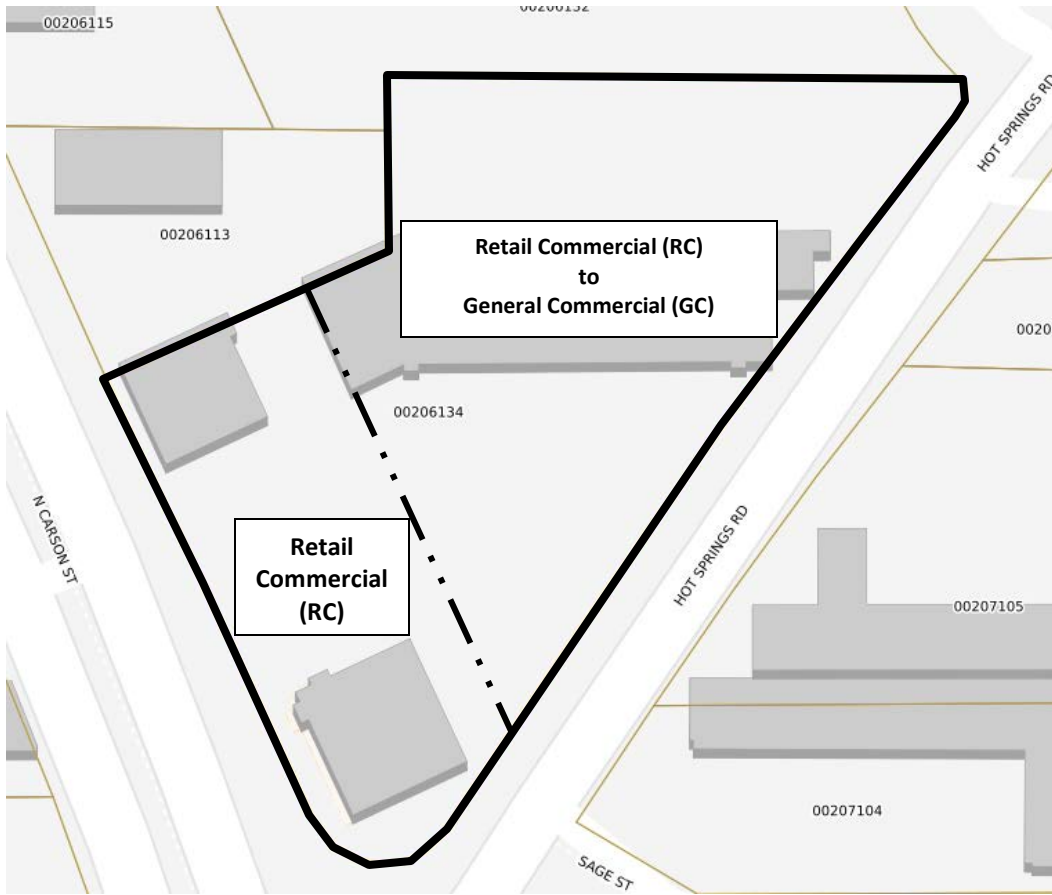 00206132
00206115
HOT SPRINGS RD
00206113
Retail Commercial (RC)
to
General Commercial (GC)
00206134
N CARSON ST
Retail
Commercial
(RC)
HOT SPRINGS RD
00207105
00207104
SAGE ST